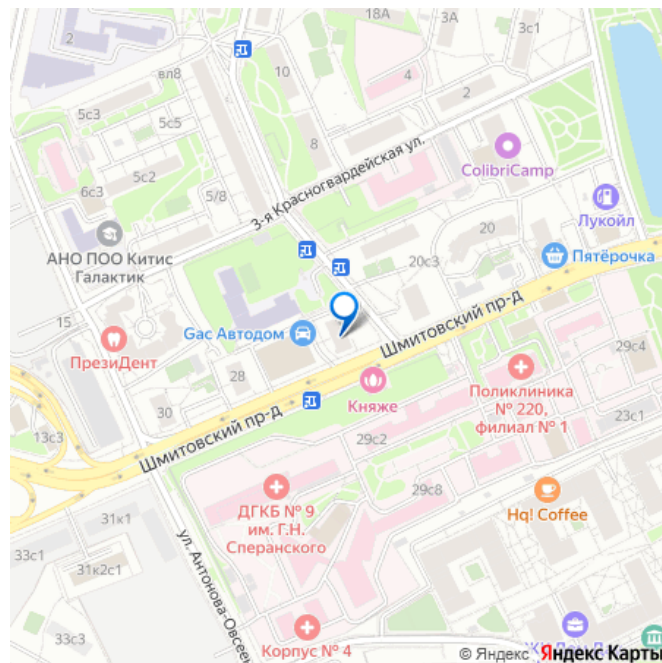 18А
3А
3с1
2
вл8
10
4
5с3
5с5
8
2
3-я Красногвардейская ул.
ColibriCamp
5с2
6с3
5/8
Лукойл
АНО ПОО Китис
Галактик
20
20с3
Пятёрочка
15
Gac Автодом
Шмитовский пр-д
ПрезиДент
28
29с4
Княже
Поликлиника
№ 220,
филиал № 1
30
Шмитовский пр-д
23с1
13с3
29с2
ДГКБ № 9
им. Г.Н.
Сперанского
29с8
Hq! Coffee
31к1
33с1
31к2с1
ул. Антонова-Овсеен
33с3
Корпус № 4
© Яндекс Яндекс Карты